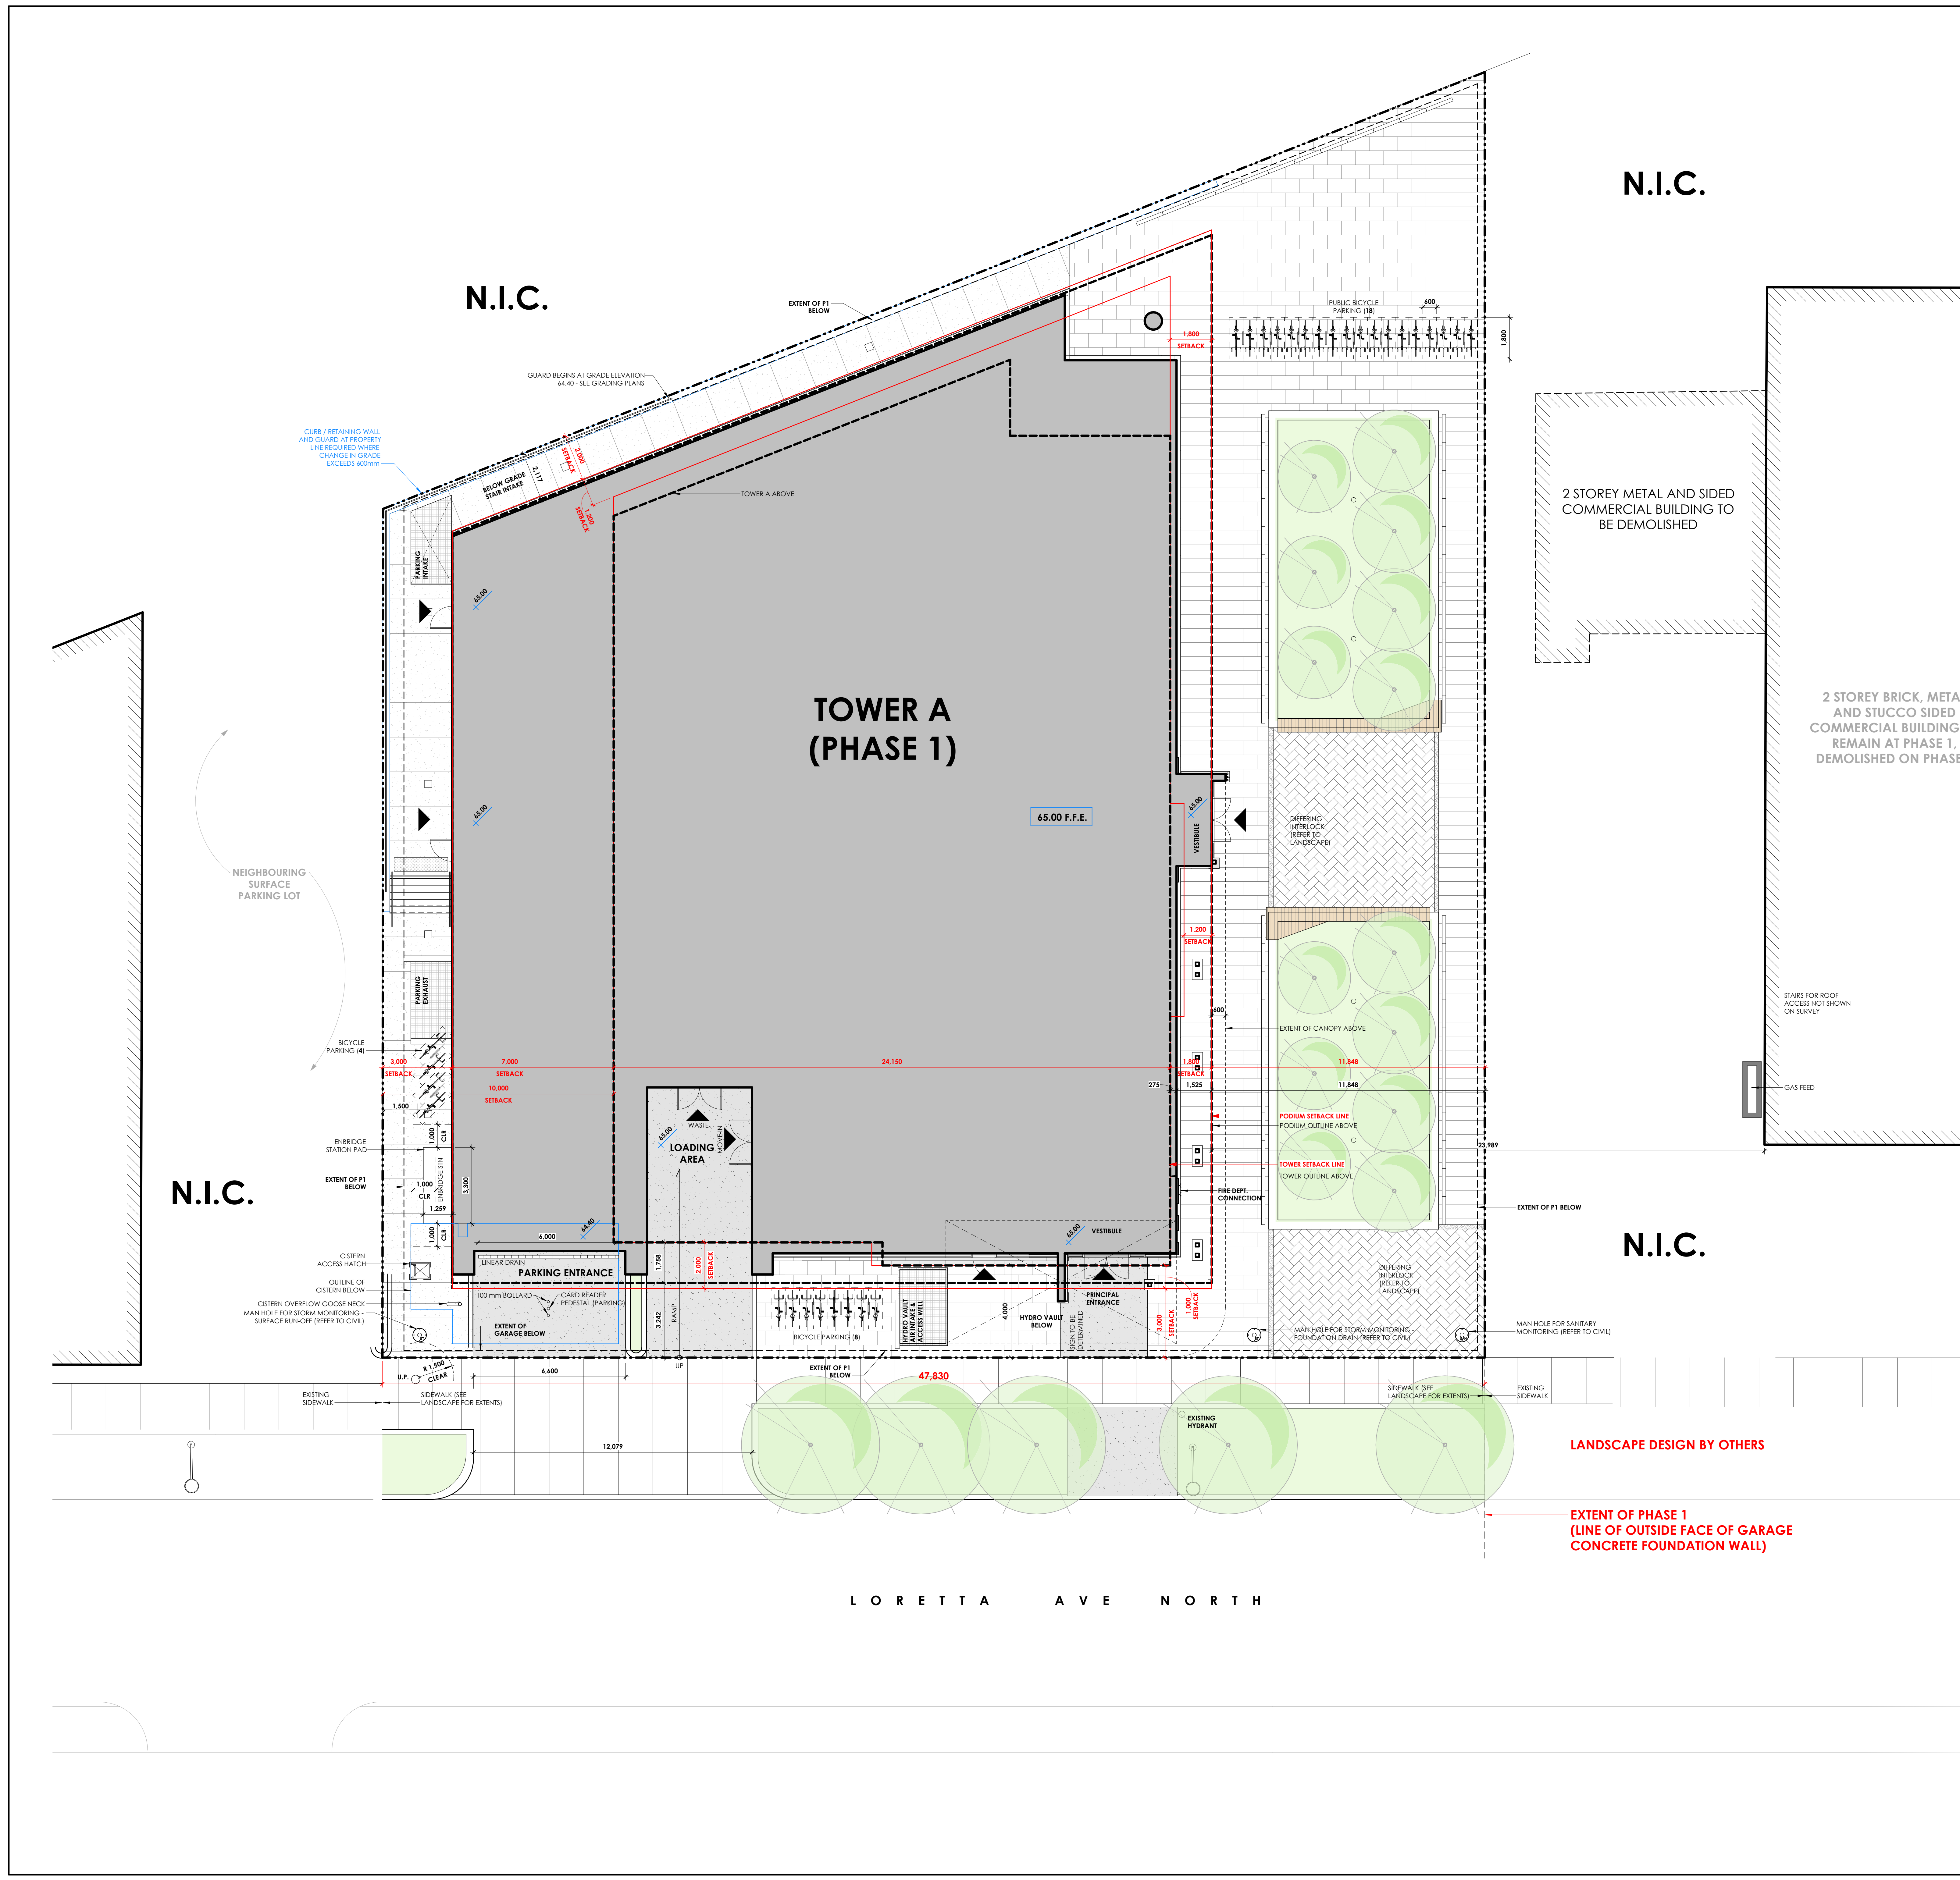 N.I.C.
N.I.C.
EXTENT OF P1
BELOW
PUBLIC BICYCLE
PARKING (18)
600
1,800
1,800
SETBACK
GUARD BEGINS AT GRADE ELEVATION
64.40 - SEE GRADING PLANS
CURB / RETAINING WALL
AND GUARD AT PROPERTY
LINE REQUIRED WHERE
CHANGE IN GRADE
EXCEEDS 600mm
2,000
SETBACK
2,117
BELOW GRADE
STAIR INTAKE
1,200
SETBACK
TOWER A ABOVE
2 STOREY METAL AND SIDED
COMMERCIAL BUILDING TO
BE DEMOLISHED
PARKING
INTAKE
65.00
TOWER A
(PHASE 1)
2 STOREY BRICK, META
AND STUCCO SIDED
COMMERCIAL BUILDING
REMAIN AT PHASE 1,
DEMOLISHED ON PHASE
65.00
65.00 F.F.E.
65.00
VESTIBULE
DIFFERING
INTERLOCK
(REFER TO
LANDSCAPE)
NEIGHBOURING
SURFACE
PARKING LOT
1,200
SETBACK
PARKING
EXHAUST
STAIRS FOR ROOF
ACCESS NOT SHOWN
ON SURVEY
600
EXTENT OF CANOPY ABOVE
BICYCLE
PARKING (4)
3,000
SETBACK
7,000
SETBACK
24,150
1,800
SETBACK
11,848
10,000
SETBACK
275
1,525
11,848
GAS FEED
1,500
1,000
CLR
WASTE
MOVE-IN
65.00
LOADING
AREA
PODIUM SETBACK LINE
PODIUM OUTLINE ABOVE
ENBRIDGE
STATION PAD
23,989
ENBRIDGE STN
TOWER SETBACK LINE
TOWER OUTLINE ABOVE
N.I.C.
EXTENT OF P1
BELOW
1,000
CLR
3,300
FIRE DEPT.
CONNECTION
1,259
EXTENT OF P1 BELOW
1,000
CLR
6,000
64.40
65.00
VESTIBULE
N.I.C.
CISTERN
ACCESS HATCH
LINEAR DRAIN
PARKING ENTRANCE
1,758
2,000
SETBACK
DIFFERING
INTERLOCK
(REFER TO
LANDSCAPE)
OUTLINE OF
CISTERN BELOW
100 mm BOLLARD
CARD READER
PEDESTAL (PARKING)
PRINCIPAL
ENTRANCE
CISTERN OVERFLOW GOOSE NECK
MAN HOLE FOR STORM MONITORING -
SURFACE RUN-OFF (REFER TO CIVIL)
3,242
RAMP
HYDRO VAULT
AIR INTAKE &
ACCESS WELL
4,000
HYDRO VAULT
BELOW
SIGN TO BE
DETERMINED
3,000
SETBACK
1,000
SETBACK
EXTENT OF
GARAGE BELOW
BICYCLE PARKING (8)
MAN HOLE FOR STORM MONITORING -
FOUNDATION DRAIN (REFER TO CIVIL)
MAN HOLE FOR SANITARY
MONITORING (REFER TO CIVIL)
UP
R 1,500
CLEAR
U.P.
6,600
EXTENT OF P1
BELOW
47,830
EXISTING
SIDEWALK
SIDEWALK (SEE
LANDSCAPE FOR EXTENTS)
SIDEWALK (SEE
LANDSCAPE FOR EXTENTS)
EXISTING
SIDEWALK
EXISTING
HYDRANT
12,079
LANDSCAPE DESIGN BY OTHERS
EXTENT OF PHASE 1
(LINE OF OUTSIDE FACE OF GARAGE
CONCRETE FOUNDATION WALL)
LORETTA AVE NORTH